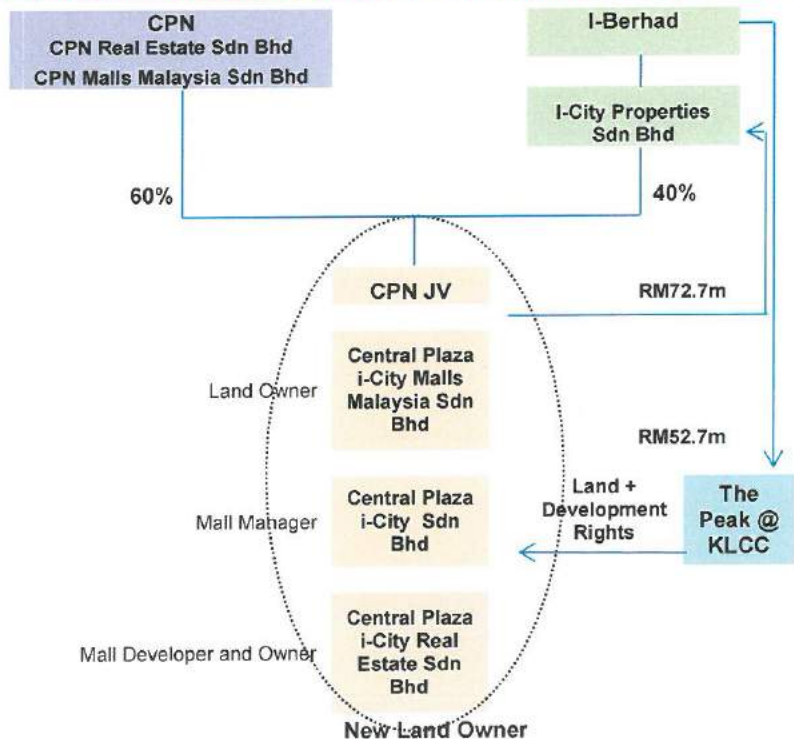 CPN
CPN Real Estate Sdn Bhd
CPN Malls Malaysia Sdn Bhd
I-Berhad
I-City Properties
Sdn Bhd
60%
40%
CPN JV
RM72.7m
Land Owner
Central Plaza
i-City Malls
Malaysia Sdn
Bhd
RM52.7m
Mall Manager
Central Plaza
i-City Sdn
Bhd
Land +
Development
Rights
The
Peak @
KLCC
Mall Developer and Owner
Central Plaza
i-City Real
Estate Sdn
Bhd
New Land Owner